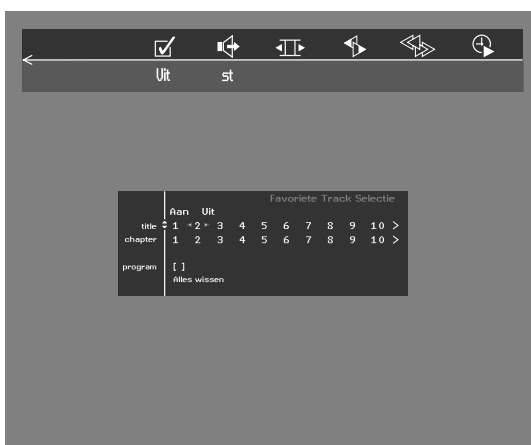 Uit st
Favoriete Track Selectie
Aan Uit
title 1 2 3 4 5 6 7 8 9 10 >
chapter 1 2 3 4 5 6 7 8 9 10 >
program [ ]
Alles wissen